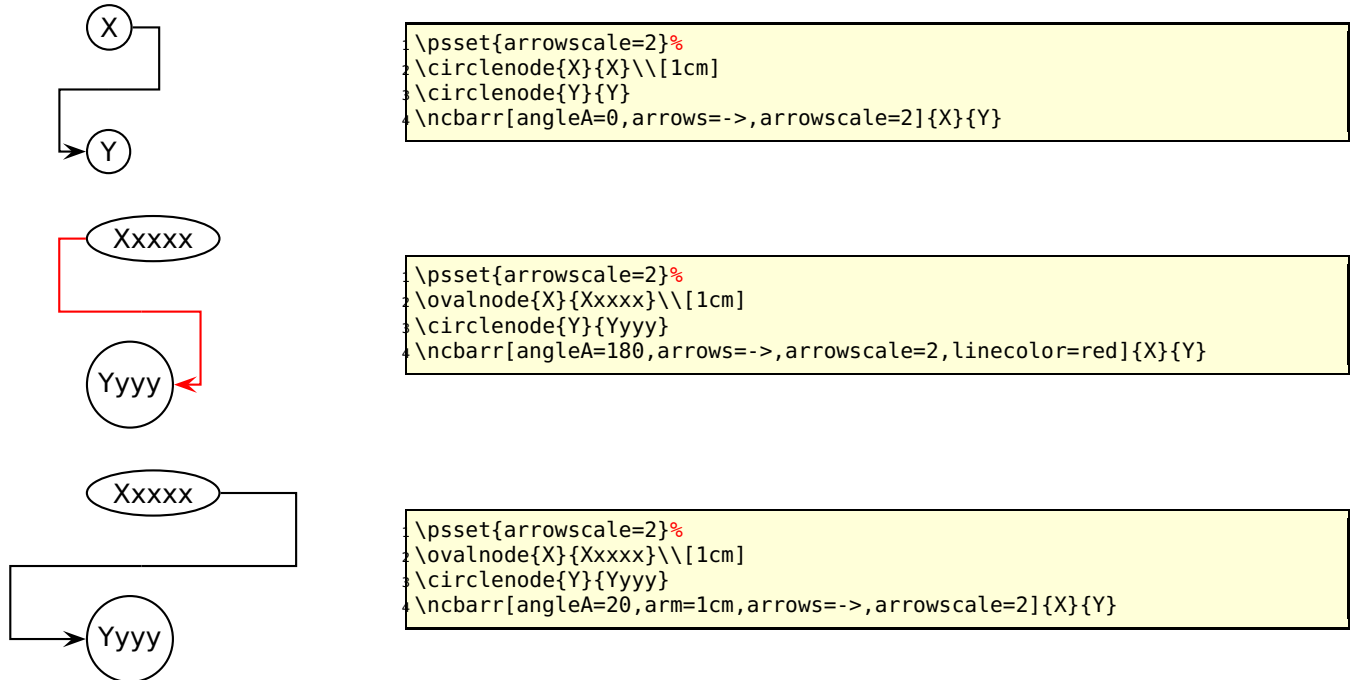 X
Y
1 \psset{arrowscale=2}%
2 \circlenode{X}{X}\\[1cm]
3 \circlenode{Y}{Y}
4 \ncbarr[angleA=0,arrows=->,arrowscale=2]{X}{Y}
Xxxxx
Yyyy
1 \psset{arrowscale=2}%
2 \ovalnode{X}{Xxxxx}\\[1cm]
3 \circlenode{Y}{Yyyy}
4 \ncbarr[angleA=180,arrows=->,arrowscale=2,linecolor=red]{X}{Y}
Xxxxx
Yyyy
1 \psset{arrowscale=2}%
2 \ovalnode{X}{Xxxxx}\\[1cm]
3 \circlenode{Y}{Yyyy}
4 \ncbarr[angleA=20,arm=1cm,arrows=->,arrowscale=2]{X}{Y}